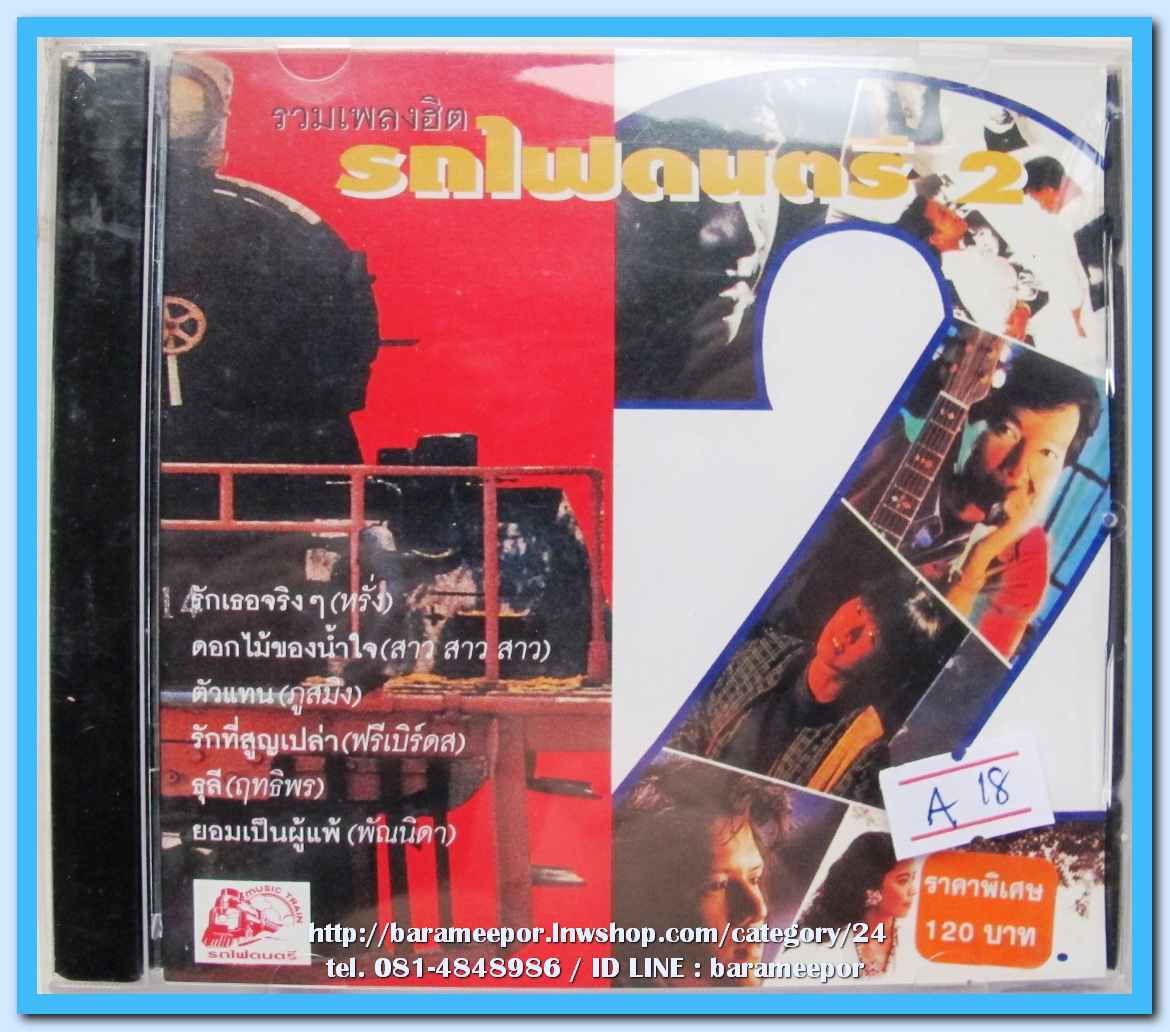 รวมเพลงฮิต
รถไฟดนตรี 2
รักเธอจริง ๆ (หรั่ง)
ดอกไม้ของน้ำใจ (สาว สาว สาว)
ตัวแทน (ภูสมิง)
รักที่สูญเปล่า (ฟรีเบิร์ดส)
ธุลี (ฤทธิพร)
ยอมเป็นผู้แพ้ (พัณนิดา)
A 18
ราคาพิเศษ
120 บาท
MUSIC TRAIN
รถไฟดนตรี
http://barameepor.lnwshop.com/category/24
tel. 081-4848986 / ID LINE : barameepor